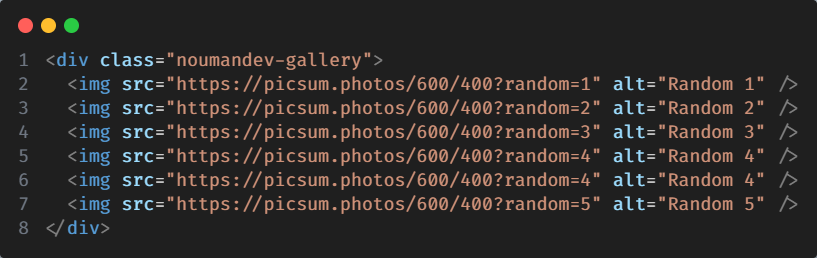 1 <div class="noumandev-gallery">
2   <img src="https://picsum.photos/600/400?random=1" alt="Random 1" />
3   <img src="https://picsum.photos/600/400?random=2" alt="Random 2" />
4   <img src="https://picsum.photos/600/400?random=3" alt="Random 3" />
5   <img src="https://picsum.photos/600/400?random=4" alt="Random 4" />
6   <img src="https://picsum.photos/600/400?random=4" alt="Random 4" />
7   <img src="https://picsum.photos/600/400?random=5" alt="Random 5" />
8 </div>